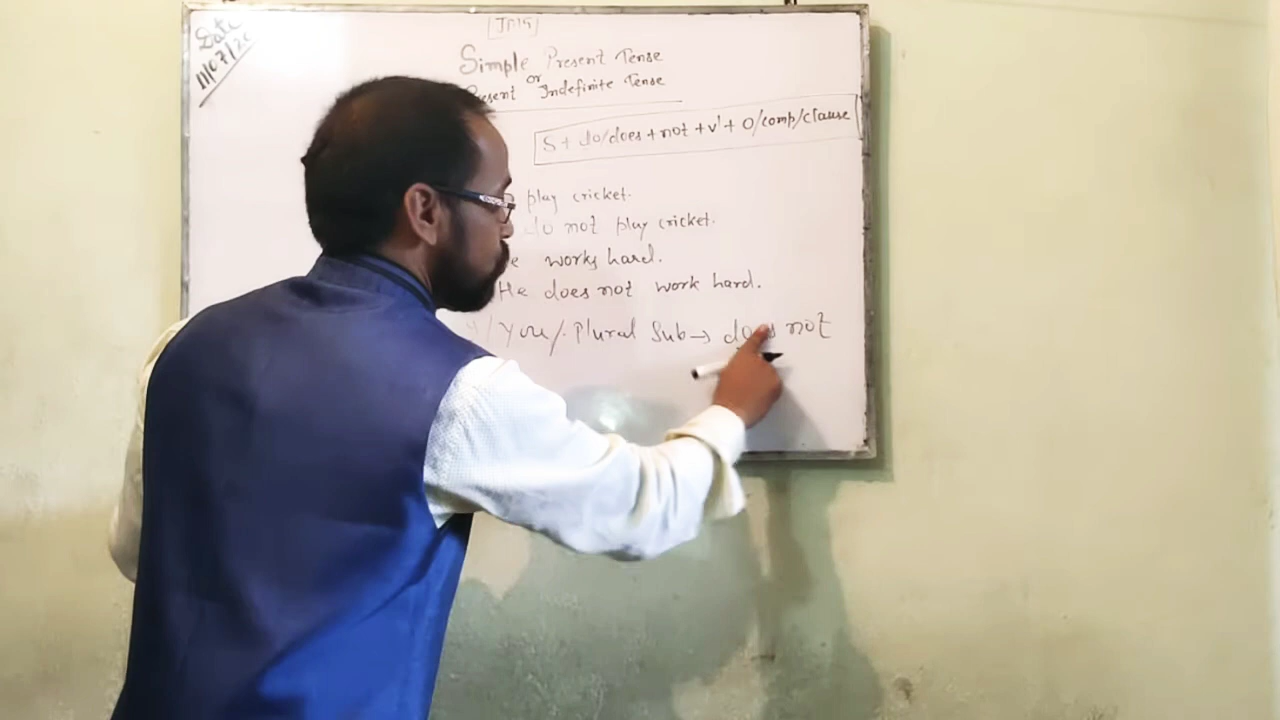 Date
11/07/20
Simple Present Tense
or
Present Indefinite Tense
S + do/does + not + v' + O/comp/clause
play cricket.
do not play cricket.
works hard.
He does not work hard.
You/ Plural Sub → does not